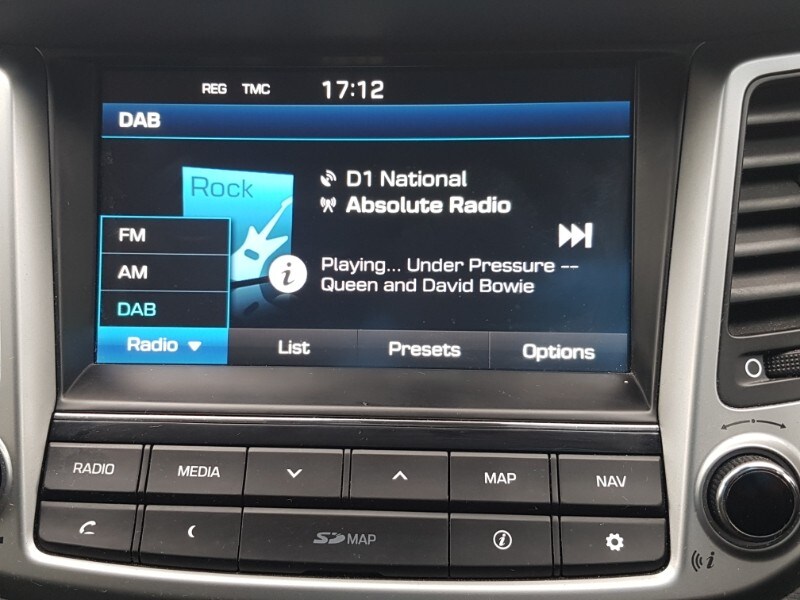 REG TMC 17:12
DAB
Rock
D1 National
Absolute Radio
Playing... Under Pressure --
Queen and David Bowie
FM
AM
DAB
Radio List Presets Options
RADIO MEDIA MAP NAV
SD MAP